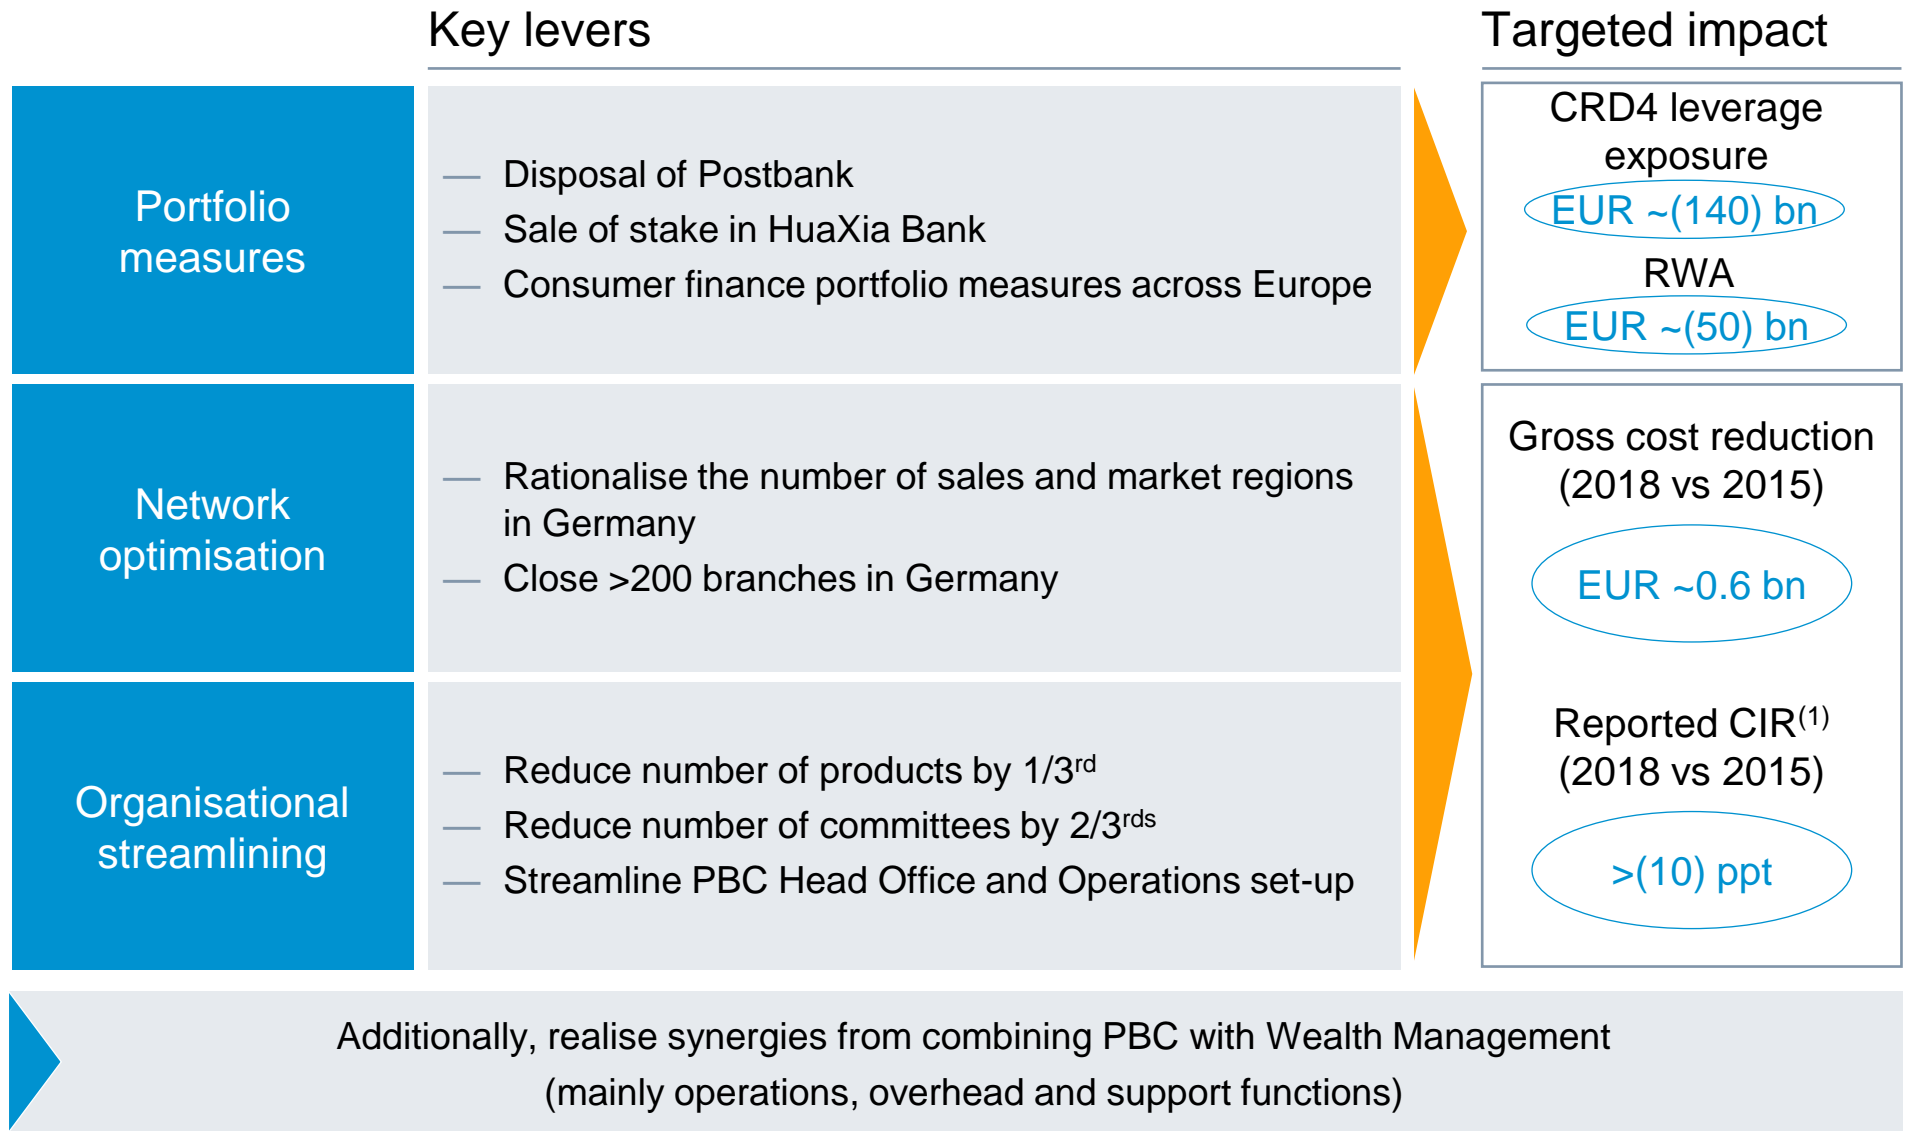 Key levers
Targeted impact
Portfolio
measures
— Disposal of Postbank
— Sale of stake in HuaXia Bank
— Consumer finance portfolio measures across Europe
CRD4 leverage
exposure
EUR ~(140) bn
RWA
EUR ~(50) bn
Network
optimisation
— Rationalise the number of sales and market regions
in Germany
— Close >200 branches in Germany
Gross cost reduction
(2018 vs 2015)
EUR ~0.6 bn
Organisational
streamlining
— Reduce number of products by 1/3rd
— Reduce number of committees by 2/3rds
— Streamline PBC Head Office and Operations set-up
Reported CIR(1)
(2018 vs 2015)
>(10) ppt
Additionally, realise synergies from combining PBC with Wealth Management
(mainly operations, overhead and support functions)